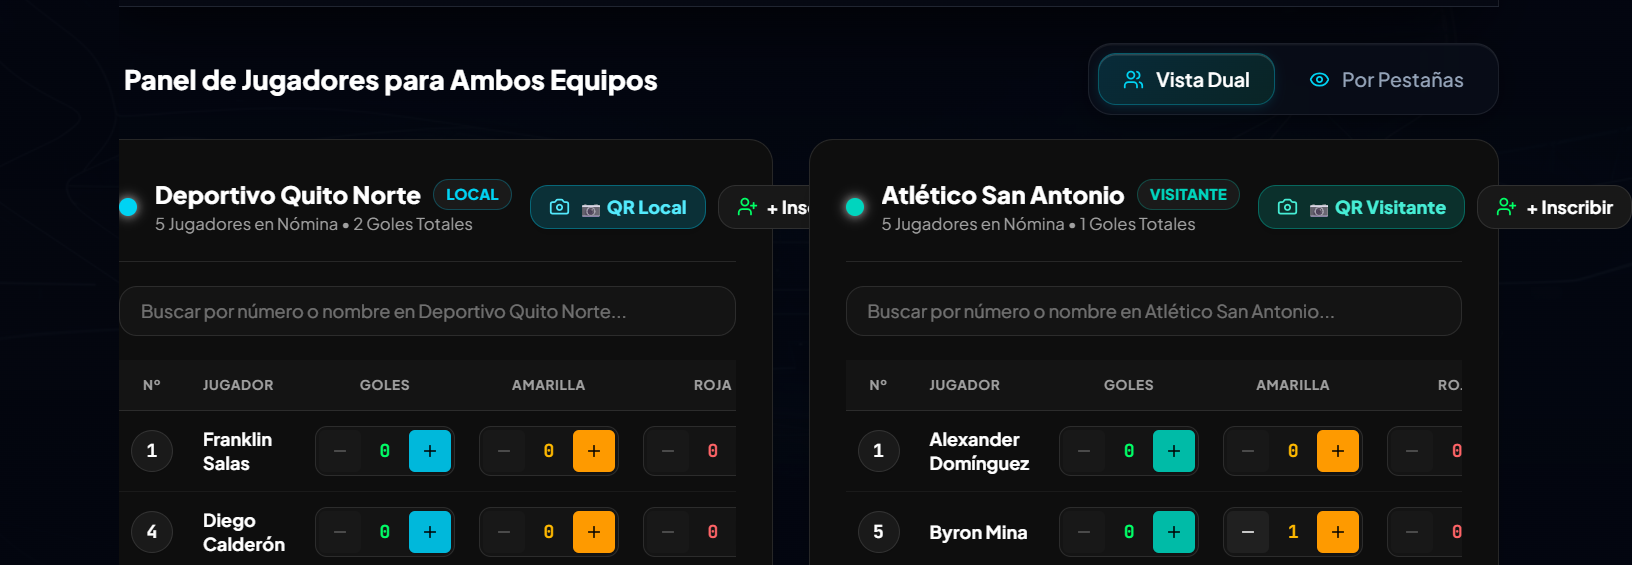 Panel de Jugadores para Ambos Equipos
Vista Dual
Por Pestañas
Deportivo Quito Norte LOCAL
5 Jugadores en Nómina • 2 Goles Totales
QR Local
+ Ins
Buscar por número o nombre en Deportivo Quito Norte...
Nº JUGADOR GOLES AMARILLA ROJA
1 Franklin Salas − 0 + − 0 + − 0
4 Diego Calderón − 0 + − 0 + − 0
Atlético San Antonio VISITANTE
5 Jugadores en Nómina • 1 Goles Totales
QR Visitante
+ Inscribir
Buscar por número o nombre en Atlético San Antonio...
Nº JUGADOR GOLES AMARILLA RO
1 Alexander Domínguez − 0 + − 0 + − 0
5 Byron Mina − 0 + − 1 + − 0